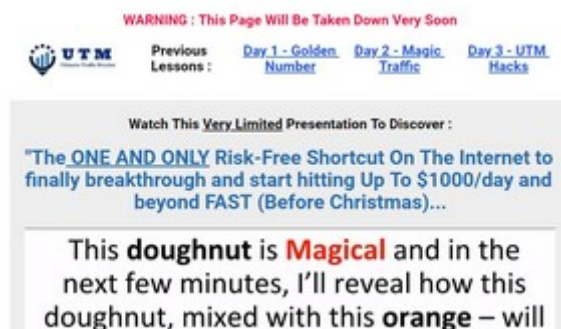 WARNING : This Page Will Be Taken Down Very Soon
UTM
Previous
Lessons :
Day 1 - Golden
Number
Day 2 - Magic
Traffic
Day 3 - UTM
Hacks
Watch This Very Limited Presentation To Discover :
"The ONE AND ONLY Risk-Free Shortcut On The Internet to
finally breakthrough and start hitting Up To $1000/day and
beyond FAST (Before Christmas)...
This doughnut is Magical and in the
next few minutes, I'll reveal how this
doughnut, mixed with this orange – will